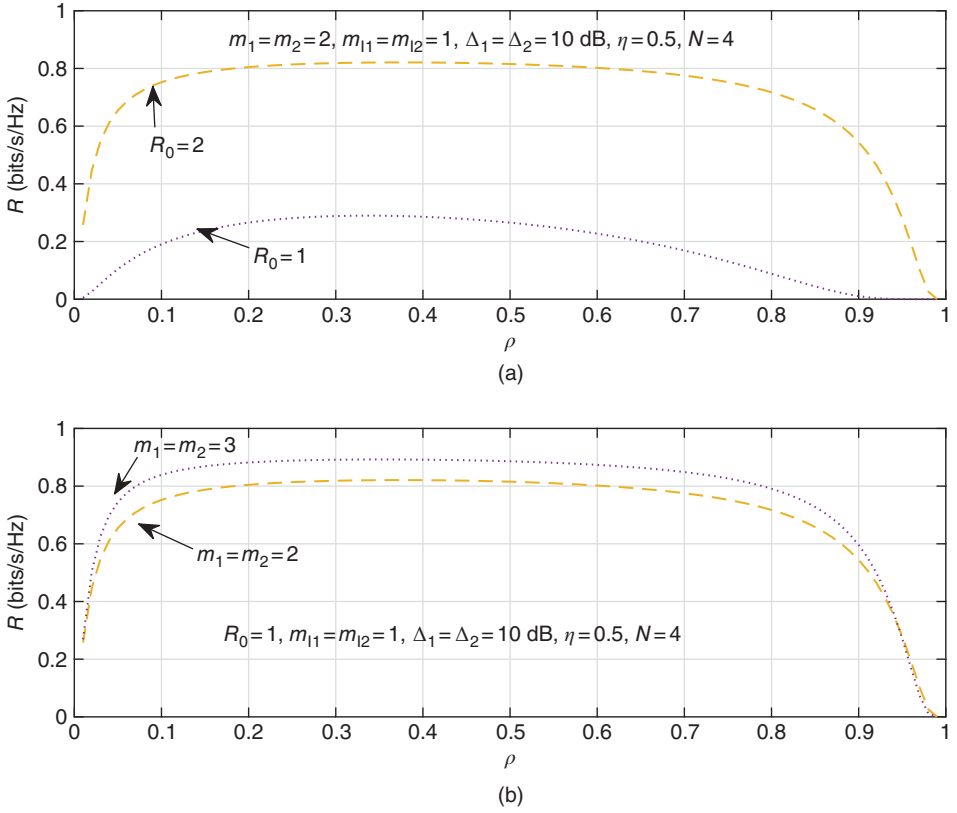 1
0.8
0.6
0.4
0.2
0
R (bits/s/Hz)
m₁=m₂=2, mI1=mI2=1, Δ₁=Δ₂=10 dB, η=0.5, N=4
R₀=2
R₀=1
0 0.1 0.2 0.3 0.4 0.5 0.6 0.7 0.8 0.9 1
ρ
(a)
1
0.8
0.6
0.4
0.2
0
R (bits/s/Hz)
m₁=m₂=3
m₁=m₂=2
R₀=1, mI1=mI2=1, Δ₁=Δ₂=10 dB, η=0.5, N=4
0 0.1 0.2 0.3 0.4 0.5 0.6 0.7 0.8 0.9 1
ρ
(b)